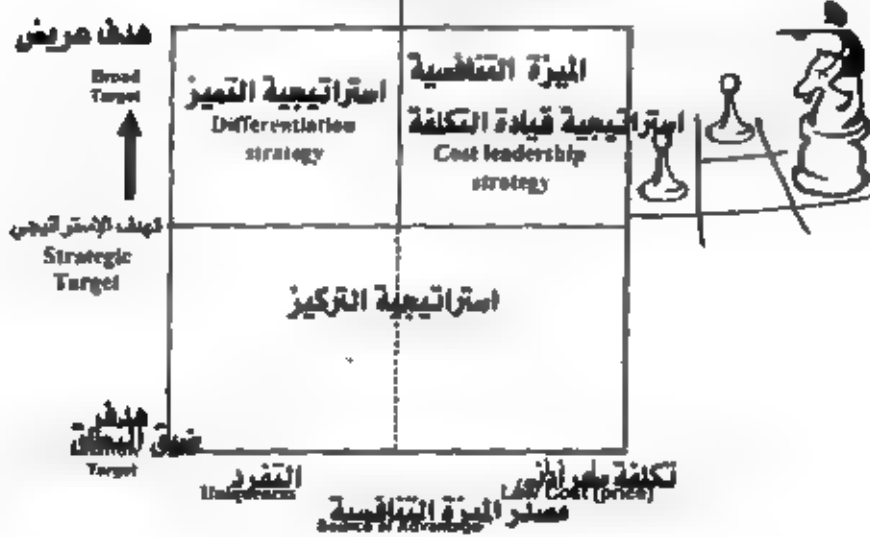 هدف عريض
Broad
Target
استراتيجية التميز
Differentiation
strategy
الميزة التنافسية
استراتيجية قيادة التكلفة
Cost leadership
strategy
الهدف الإستراتيجي
Strategic
Target
استراتيجية التركيز
هدف
ضيق النطاق
Target
التفرد
Uniqueness
تكلفة
Low Cost (price)
مصدر الميزة التنافسية
Source of Advantage